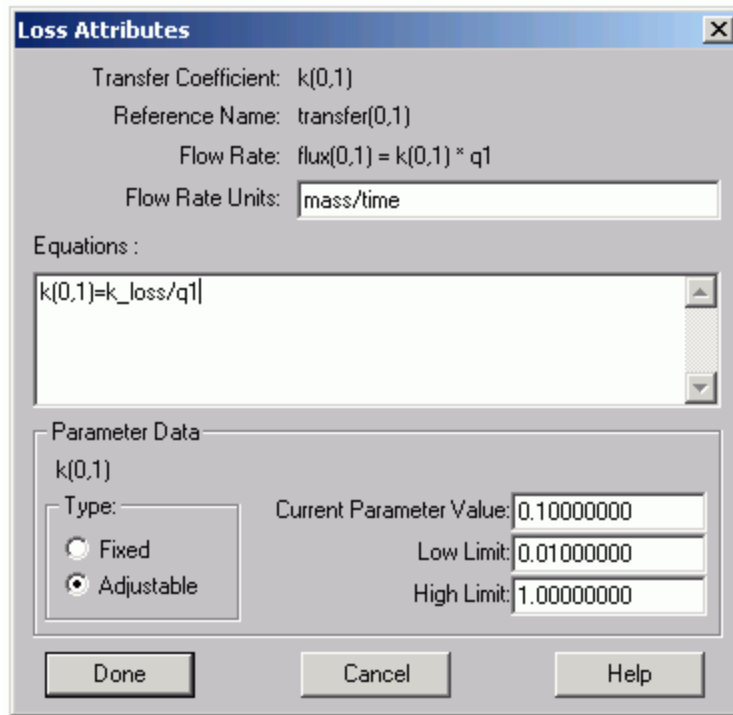 Loss Attributes
Transfer Coefficient: k(0,1)
Reference Name: transfer(0,1)
Flow Rate: flux(0,1) = k(0,1) * q1
Flow Rate Units: mass/time
Equations :
k(0,1)=k_loss/q1
Parameter Data
k(0,1)
Type:
Fixed
Adjustable
Current Parameter Value: 0.10000000
Low Limit: 0.01000000
High Limit: 1.00000000
Done Cancel Help